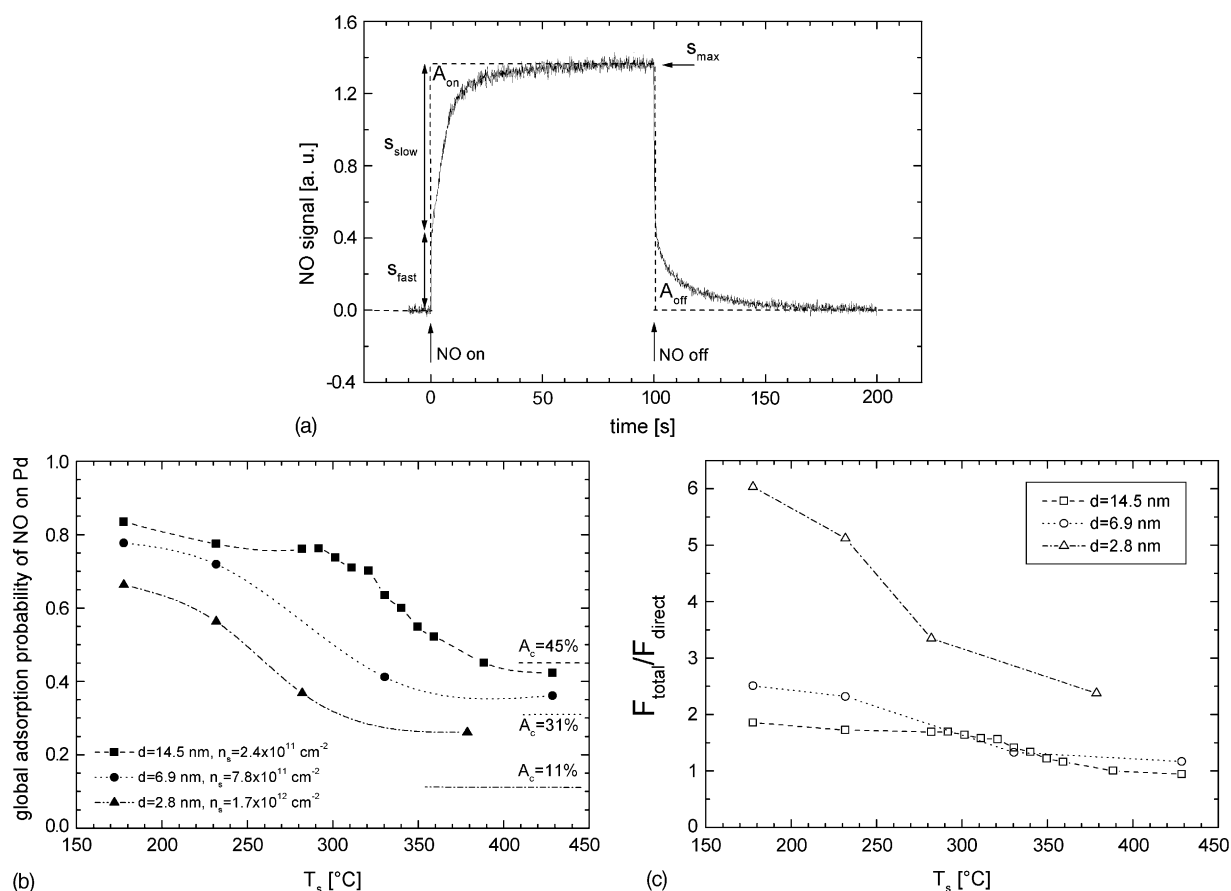 1.6
1.2
0.8
0.4
0.0
-0.4
NO signal [a. u.]
s_max
A_on
s_slow
s_fast
A_off
NO on
NO off
0 50 100 150 200
time [s]
(a)
1.0
0.8
0.6
0.4
0.2
0.0
global adsorption probability of NO on Pd
A_c=45%
A_c=31%
A_c=11%
d=14.5 nm, n_s=2.4x10^11 cm^-2
d=6.9 nm, n_s=7.8x10^11 cm^-2
d=2.8 nm, n_s=1.7x10^12 cm^-2
150 200 250 300 350 400 450
T_s [°C]
(b)
6
5
4
3
2
1
0
F_total/F_direct
d=14.5 nm
d=6.9 nm
d=2.8 nm
150 200 250 300 350 400 450
T_s [°C]
(c)